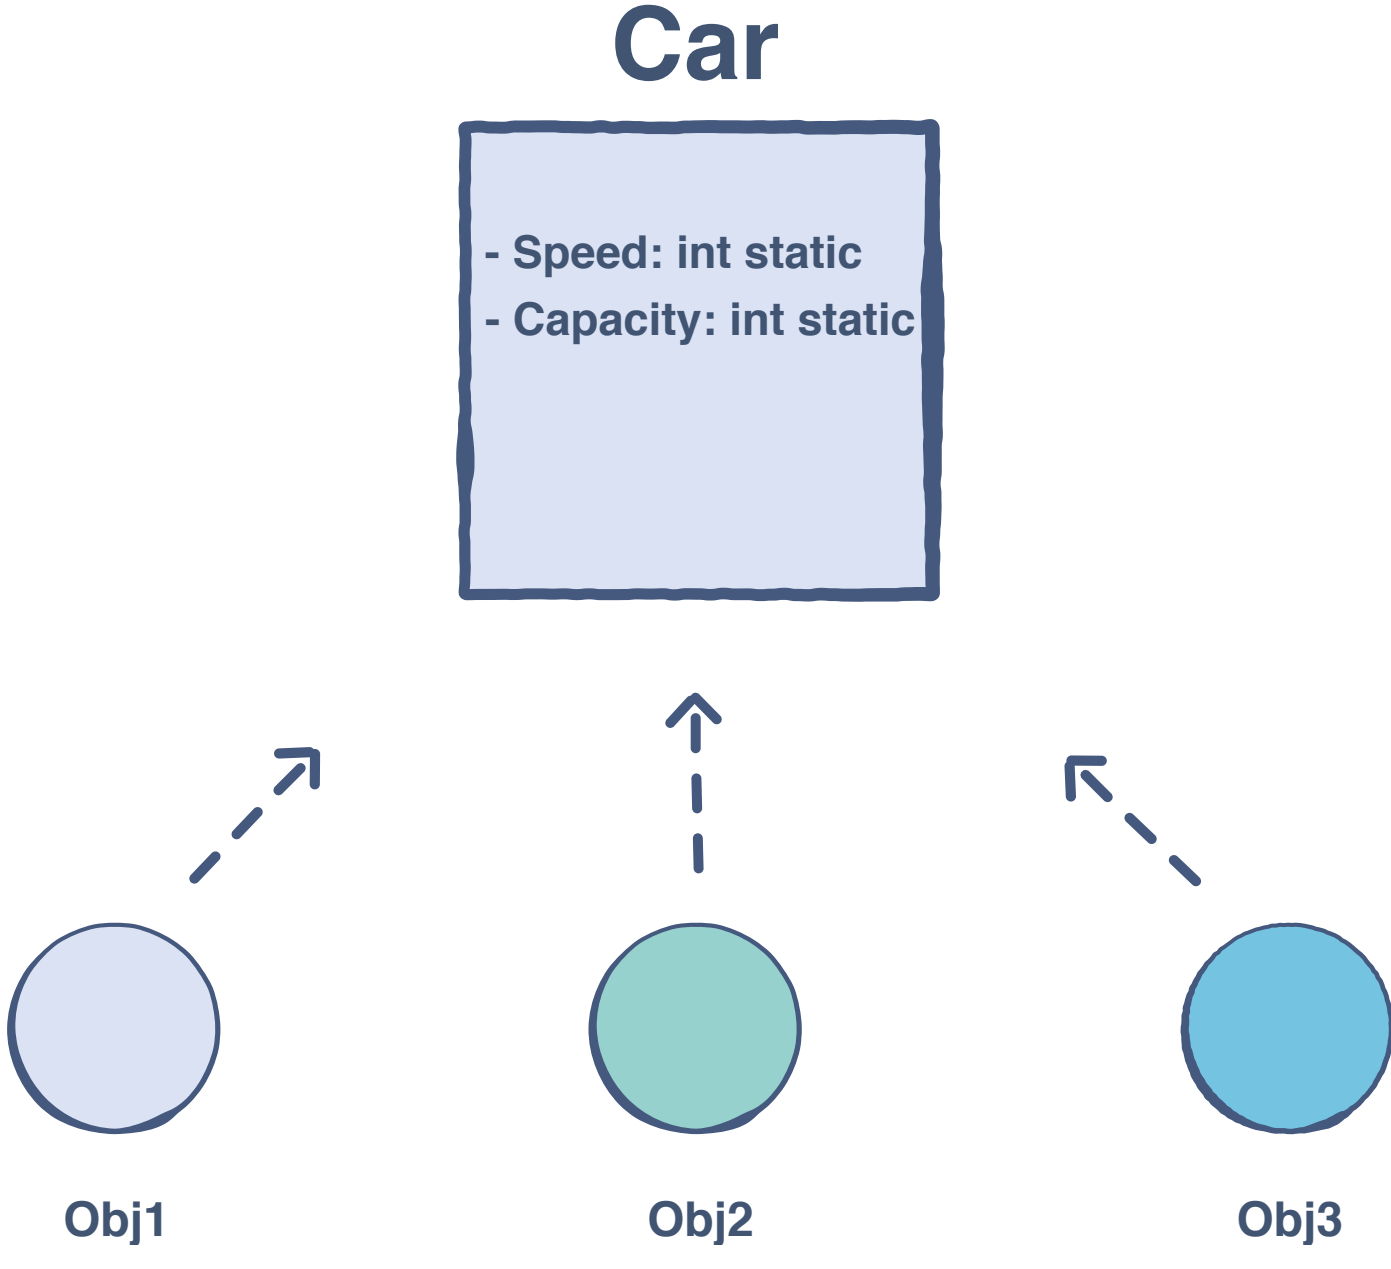 Car
- Speed: int static
- Capacity: int static
Obj1
Obj2
Obj3